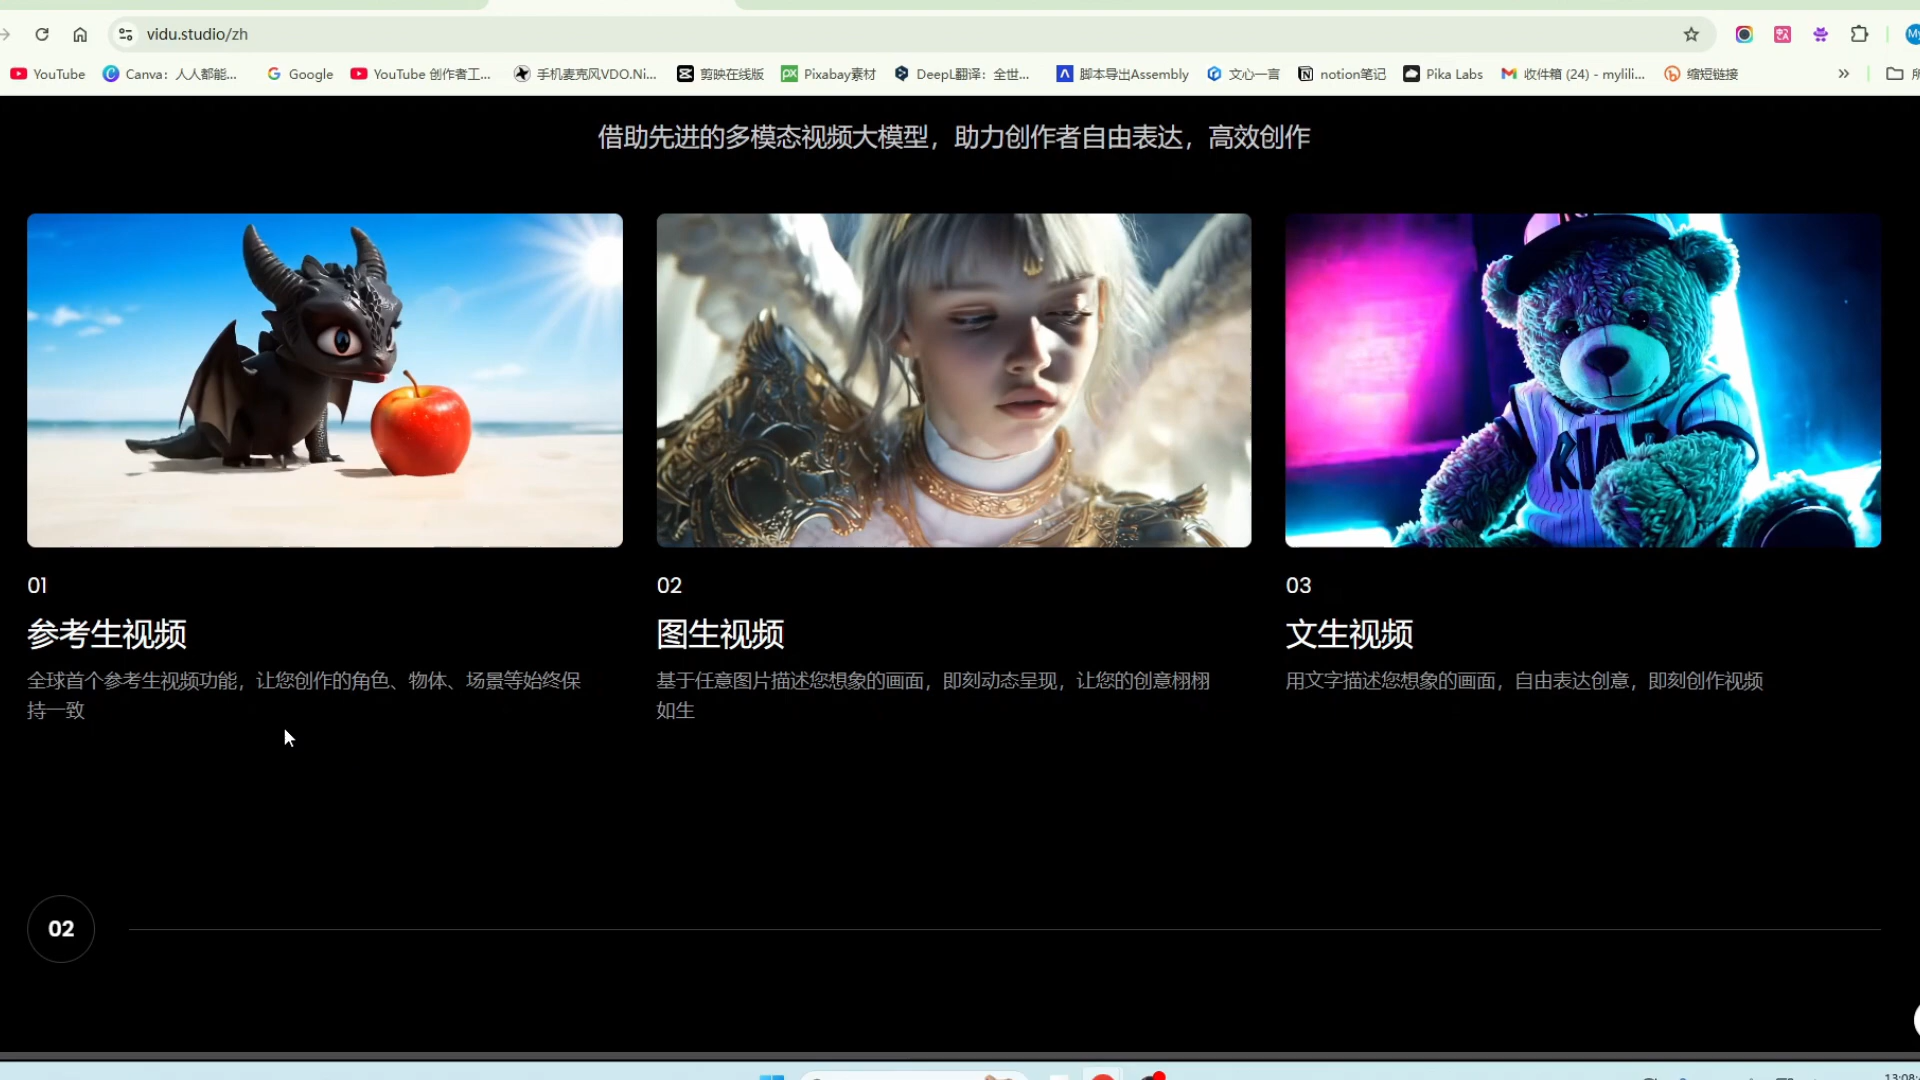 vidu.studio/zh
YouTube Canva：人人都能... Google YouTube 创作者工... 手机麦克风VDO.Ni... 剪映在线版 Pixabay素材 DeepL翻译：全世... 脚本导出Assembly 文心一言 notion笔记 Pika Labs 收件箱 (24) - mylili... 缩短链接
借助先进的多模态视频大模型，助力创作者自由表达，高效创作
01
参考生视频
全球首个参考生视频功能，让您创作的角色、物体、场景等始终保
持一致
02
图生视频
基于任意图片描述您想象的画面，即刻动态呈现，让您的创意栩栩
如生
03
文生视频
用文字描述您想象的画面，自由表达创意，即刻创作视频
02